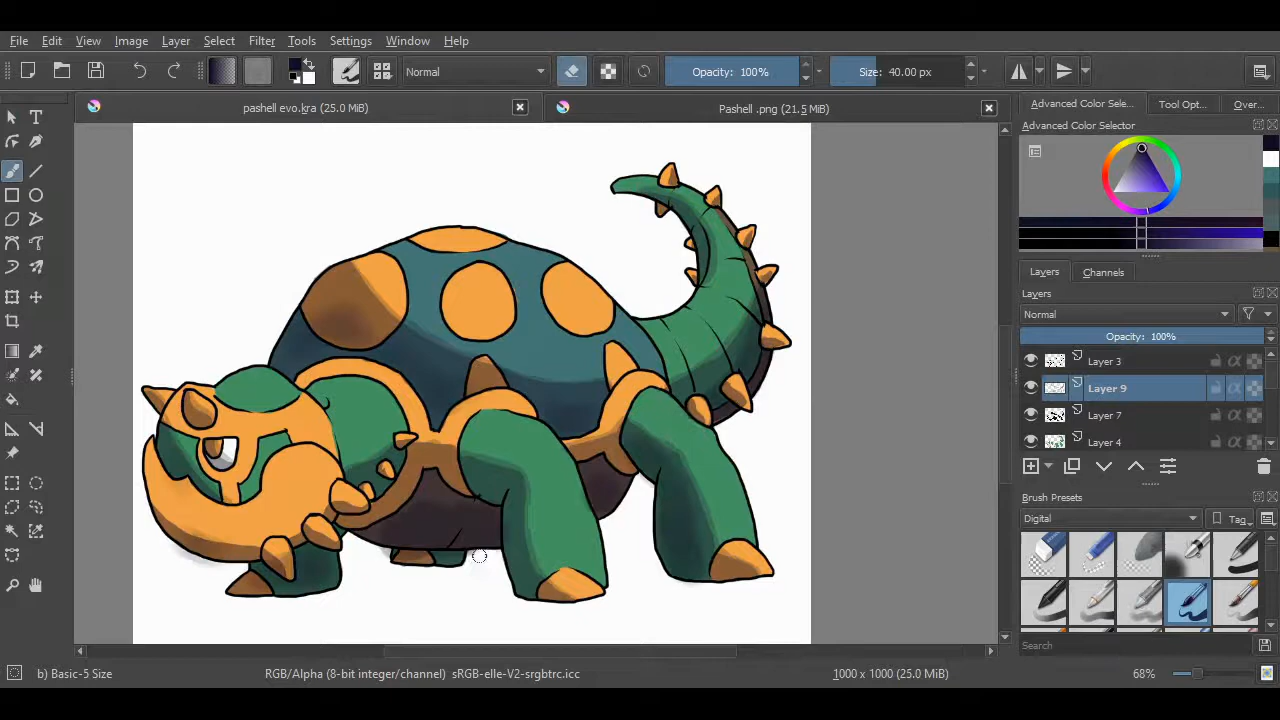 File Edit View Image Layer Select Filter Tools Settings Window Help
Normal Opacity: 100% Size: 40.00 px
pashell evo.kra (25.0 MiB) Pashell .png (21.5 MiB)
Advanced Color Sele... Tool Opt... Over...
Advanced Color Selector
Layers Channels
Layers
Normal
Opacity: 100%
Layer 3
Layer 9
Layer 7
Layer 4
Brush Presets
Digital Tag
Search
b) Basic-5 Size RGB/Alpha (8-bit integer/channel) sRGB-elle-V2-srgbtrc.icc 1000 x 1000 (25.0 MiB) 68%